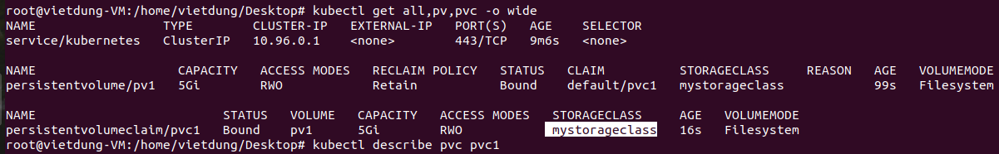 root@vietdung-VM:/home/vietdung/Desktop# kubectl get all,pv,pvc -o wide
NAME TYPE CLUSTER-IP EXTERNAL-IP PORT(S) AGE SELECTOR
service/kubernetes ClusterIP 10.96.0.1 <none> 443/TCP 9m6s <none>
NAME CAPACITY ACCESS MODES RECLAIM POLICY STATUS CLAIM STORAGECLASS REASON AGE VOLUMEMODE
persistentvolume/pv1 5Gi RWO Retain Bound default/pvc1 mystorageclass 99s Filesystem
NAME STATUS VOLUME CAPACITY ACCESS MODES STORAGECLASS AGE VOLUMEMODE
persistentvolumeclaim/pvc1 Bound pv1 5Gi RWO mystorageclass 16s Filesystem
root@vietdung-VM:/home/vietdung/Desktop# kubectl describe pvc pvc1